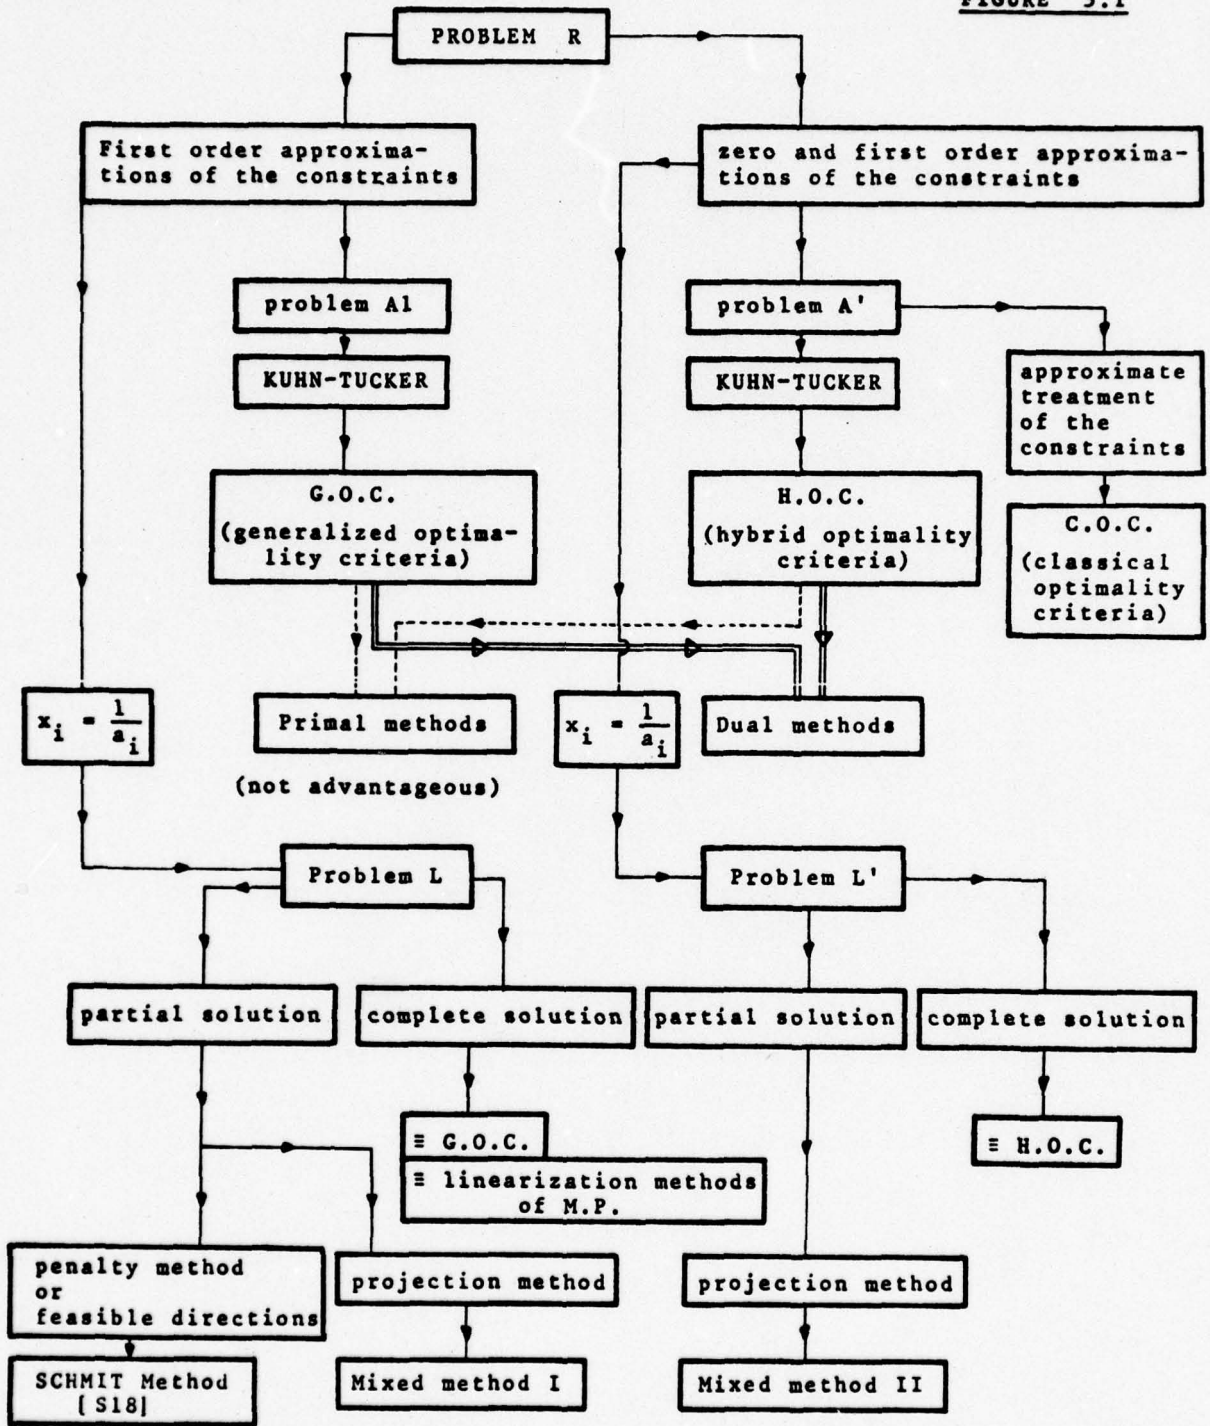 FIGURE 5.1
PROBLEM R
First order approxima-
tions of the constraints
zero and first order approxima-
tions of the constraints
problem A1
problem A'
KUHN-TUCKER
KUHN-TUCKER
approximate
treatment
of the
constraints
G.O.C.
(generalized optima-
lity criteria)
H.O.C.
(hybrid optimality
criteria)
C.O.C.
(classical
optimality
criteria)
x_i = 1/a_i
Primal methods
(not advantageous)
x_i = 1/a_i
Dual methods
Problem L
Problem L'
partial solution
complete solution
partial solution
complete solution
≡ G.O.C.
≡ linearization methods
of M.P.
≡ H.O.C.
penalty method
or
feasible directions
projection method
projection method
SCHMIT Method
[S18]
Mixed method I
Mixed method II